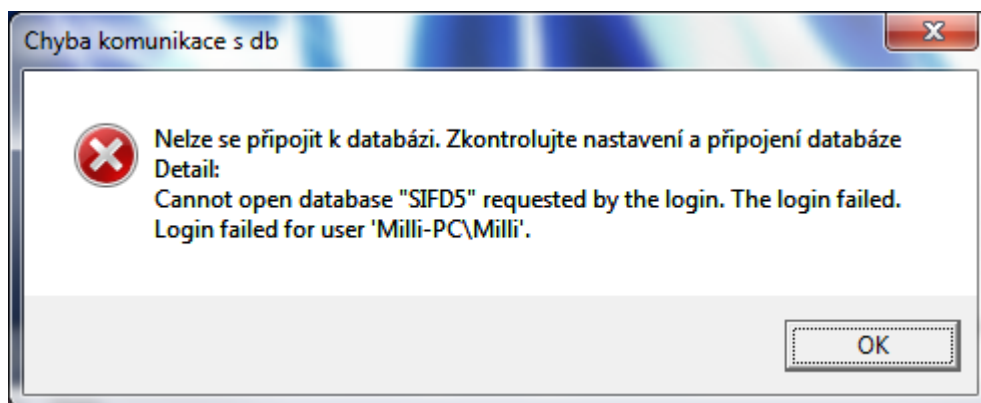 Chyba komunikace s db
Nelze se připojit k databázi. Zkontrolujte nastavení a připojení databáze
Detail:
Cannot open database "SIFD5" requested by the login. The login failed.
Login failed for user 'Milli-PC\Milli'.
OK